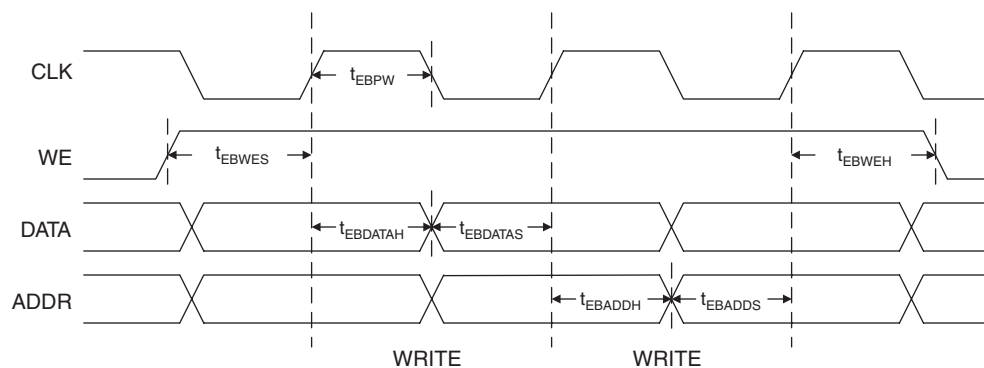 CLK
tEBPW
WE
tEBWES
tEBWEH
DATA
tEBDATAH
tEBDATAS
ADDR
tEBADDH
tEBADDS
WRITE
WRITE